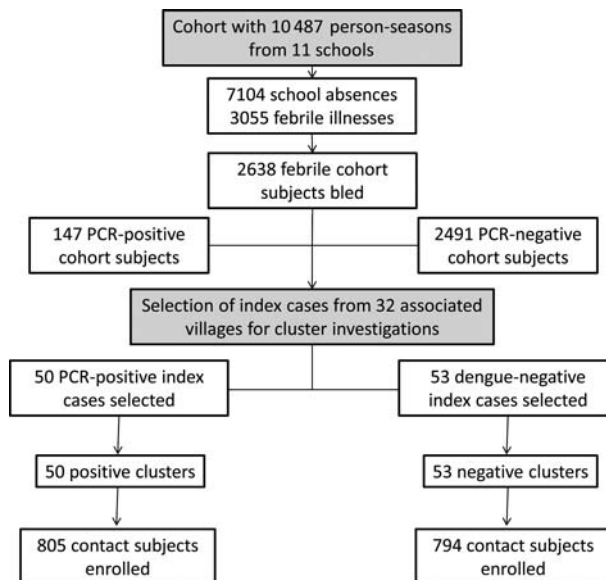 Cohort with 10 487 person-seasons
from 11 schools
7104 school absences
3055 febrile illnesses
2638 febrile cohort
subjects bled
147 PCR-positive
cohort subjects
2491 PCR-negative
cohort subjects
Selection of index cases from 32 associated
villages for cluster investigations
50 PCR-positive index
cases selected
53 dengue-negative
index cases selected
50 positive clusters
53 negative clusters
805 contact subjects
enrolled
794 contact subjects
enrolled